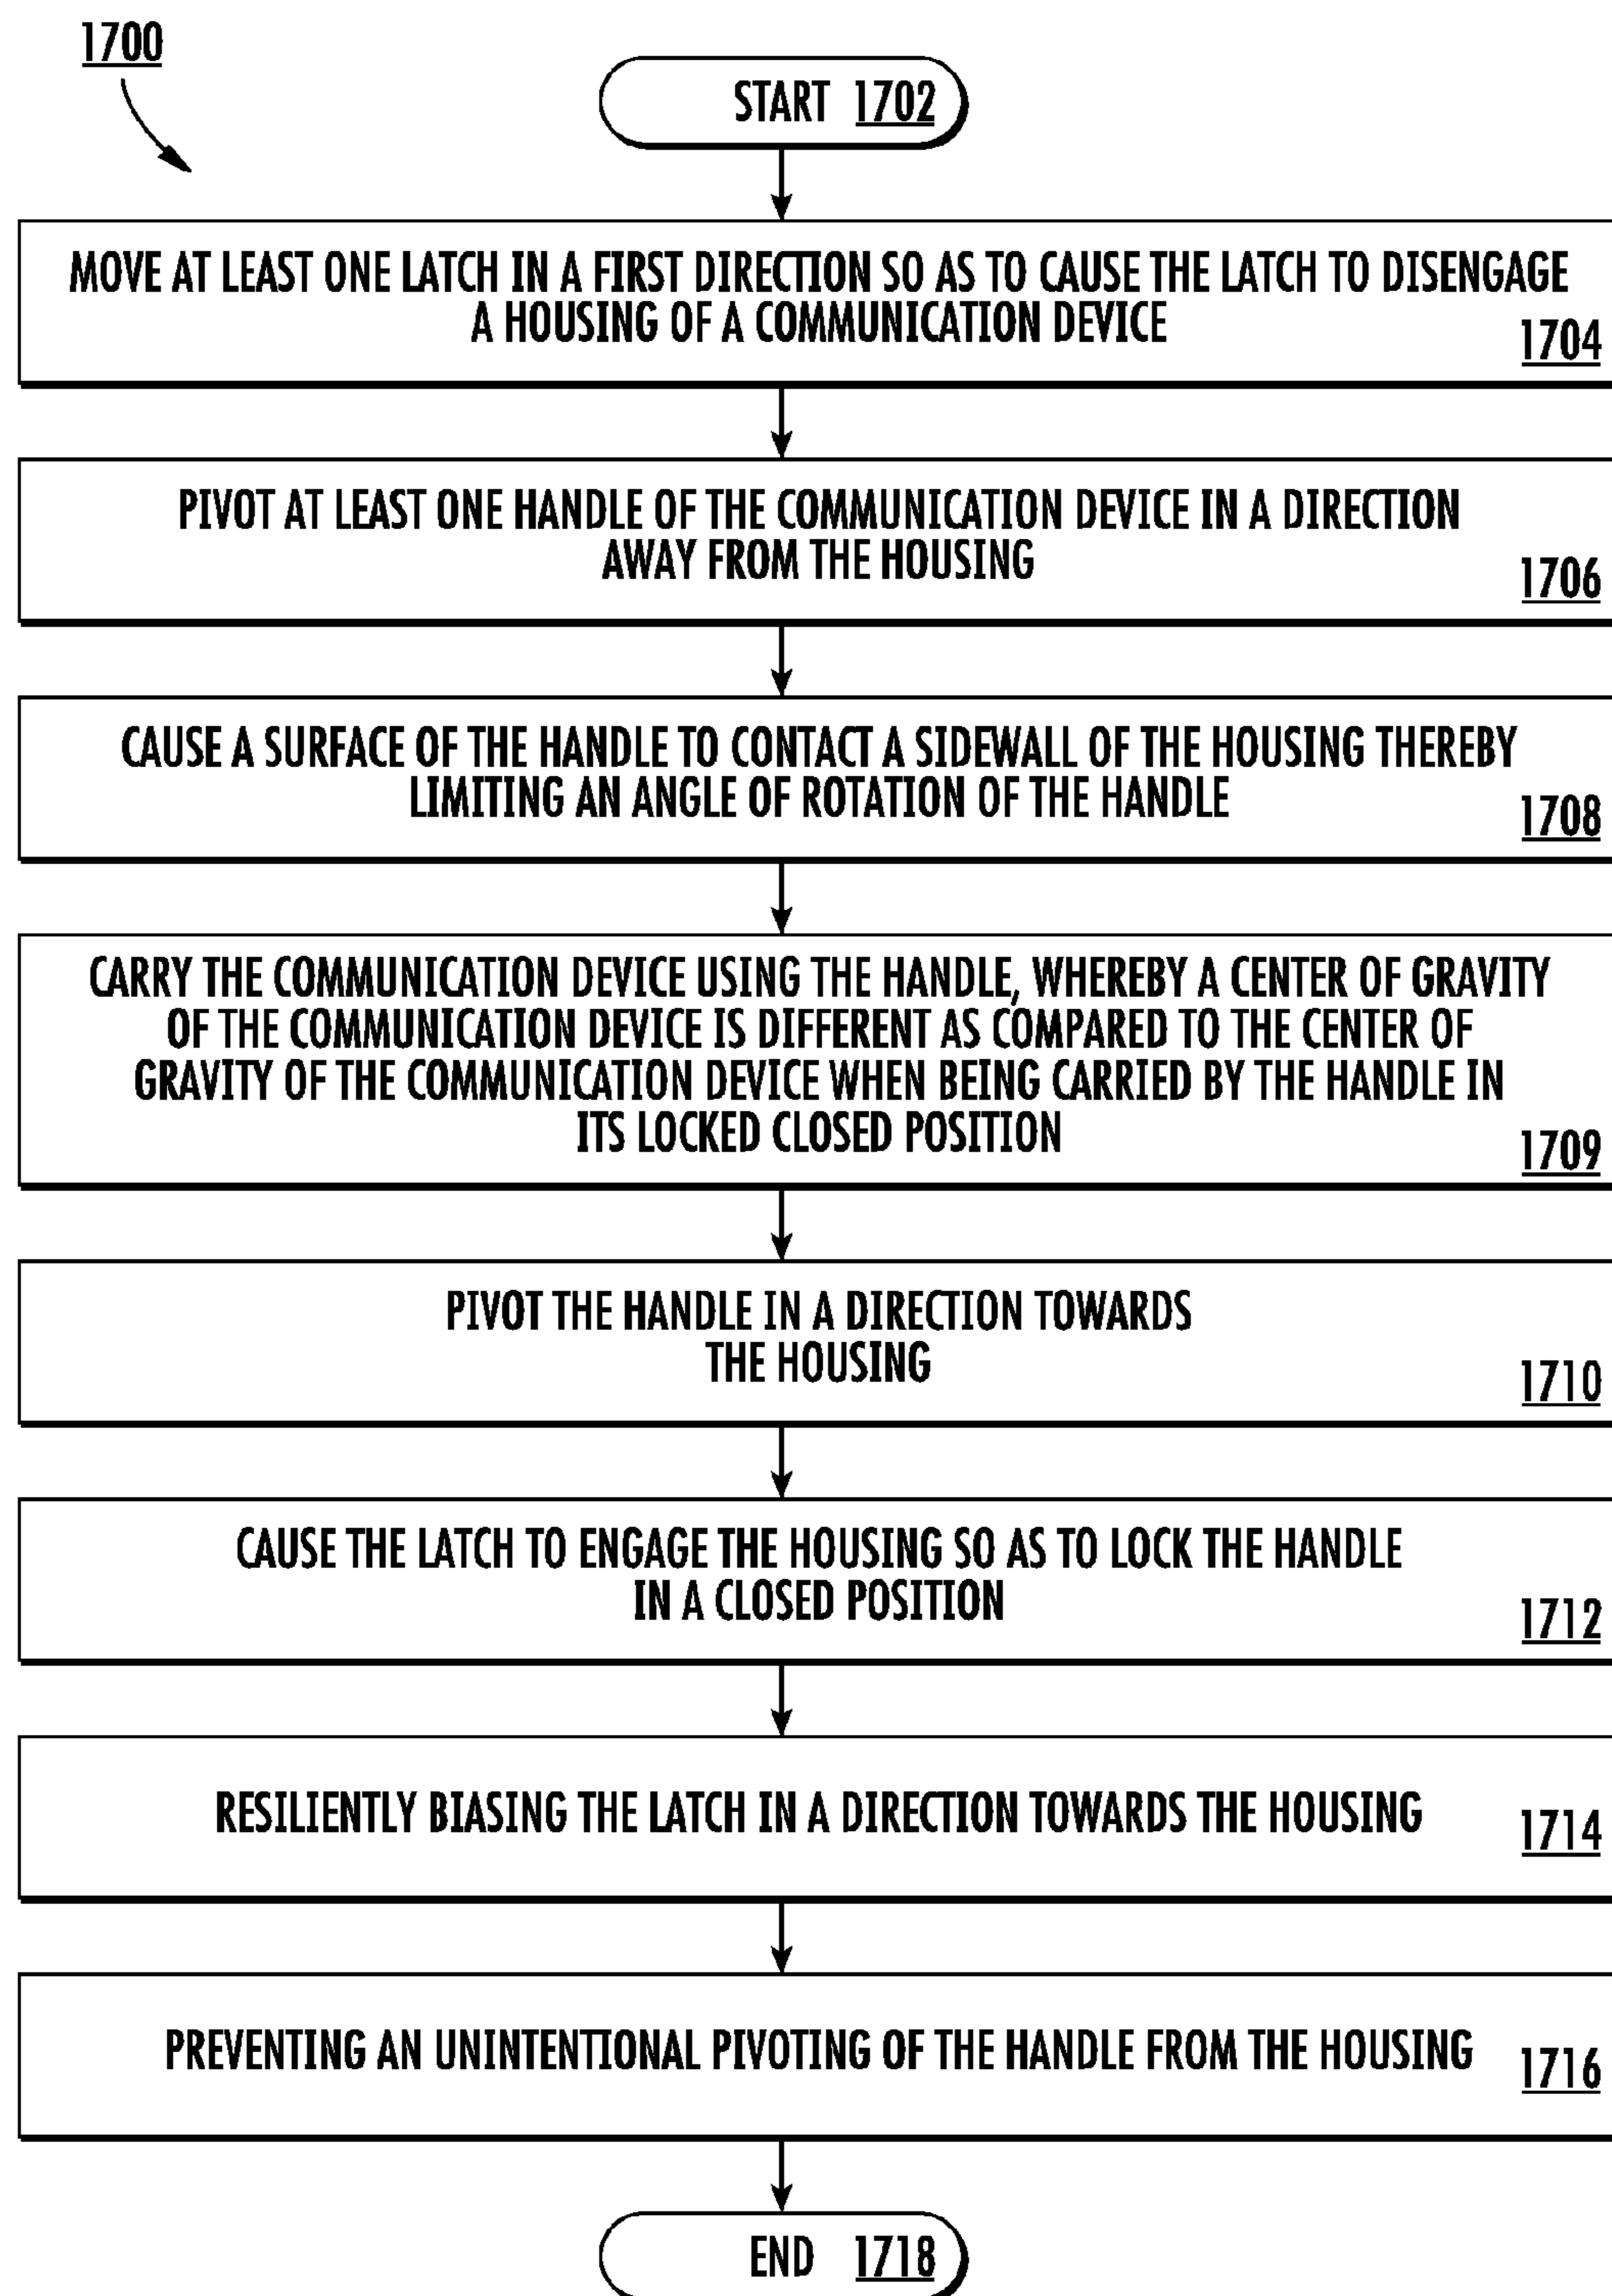 1700
START 1702
MOVE AT LEAST ONE LATCH IN A FIRST DIRECTION SO AS TO CAUSE THE LATCH TO DISENGAGE
A HOUSING OF A COMMUNICATION DEVICE
1704
PIVOT AT LEAST ONE HANDLE OF THE COMMUNICATION DEVICE IN A DIRECTION
AWAY FROM THE HOUSING
1706
CAUSE A SURFACE OF THE HANDLE TO CONTACT A SIDEWALL OF THE HOUSING THEREBY
LIMITING AN ANGLE OF ROTATION OF THE HANDLE
1708
CARRY THE COMMUNICATION DEVICE USING THE HANDLE, WHEREBY A CENTER OF GRAVITY
OF THE COMMUNICATION DEVICE IS DIFFERENT AS COMPARED TO THE CENTER OF
GRAVITY OF THE COMMUNICATION DEVICE WHEN BEING CARRIED BY THE HANDLE IN
ITS LOCKED CLOSED POSITION
1709
PIVOT THE HANDLE IN A DIRECTION TOWARDS
THE HOUSING
1710
CAUSE THE LATCH TO ENGAGE THE HOUSING SO AS TO LOCK THE HANDLE
IN A CLOSED POSITION
1712
RESILIENTLY BIASING THE LATCH IN A DIRECTION TOWARDS THE HOUSING
1714
PREVENTING AN UNINTENTIONAL PIVOTING OF THE HANDLE FROM THE HOUSING
1716
END 1718